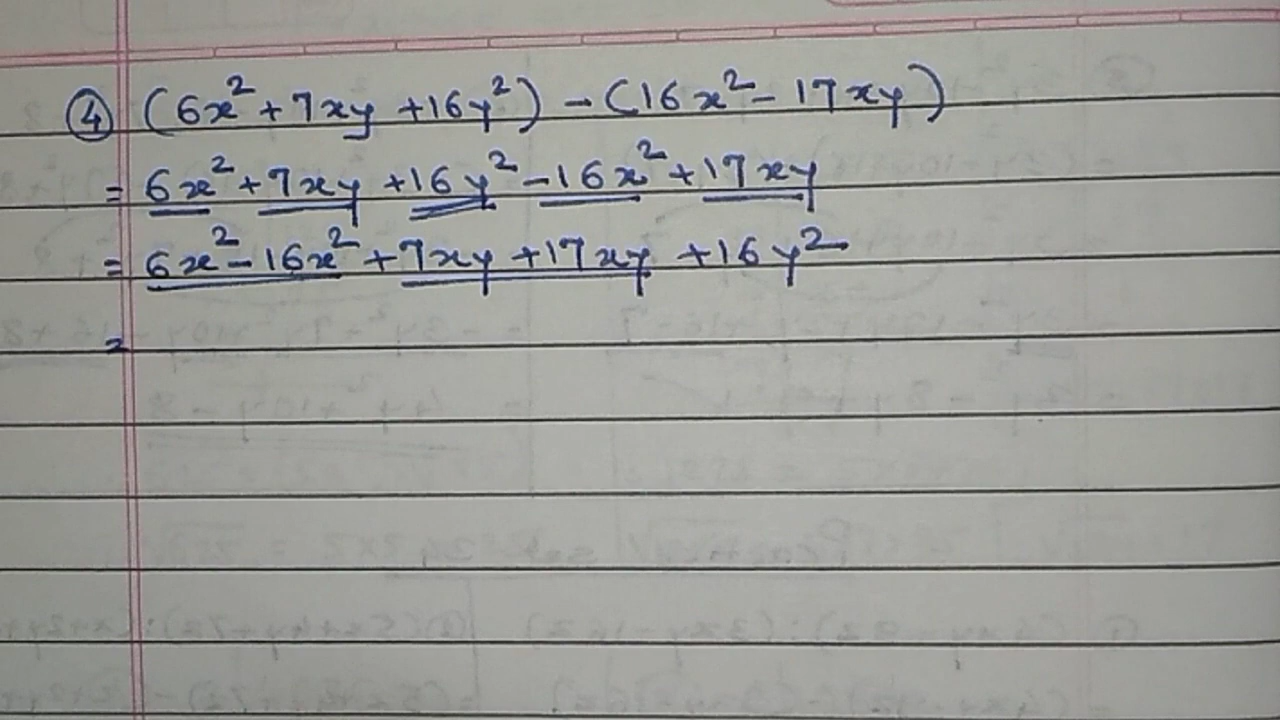 ④ (6x² + 7xy + 16y²) - (16x² - 17xy)
= 6x² + 7xy + 16y² - 16x² + 17xy
= 6x² - 16x² + 7xy + 17xy + 16y²
=